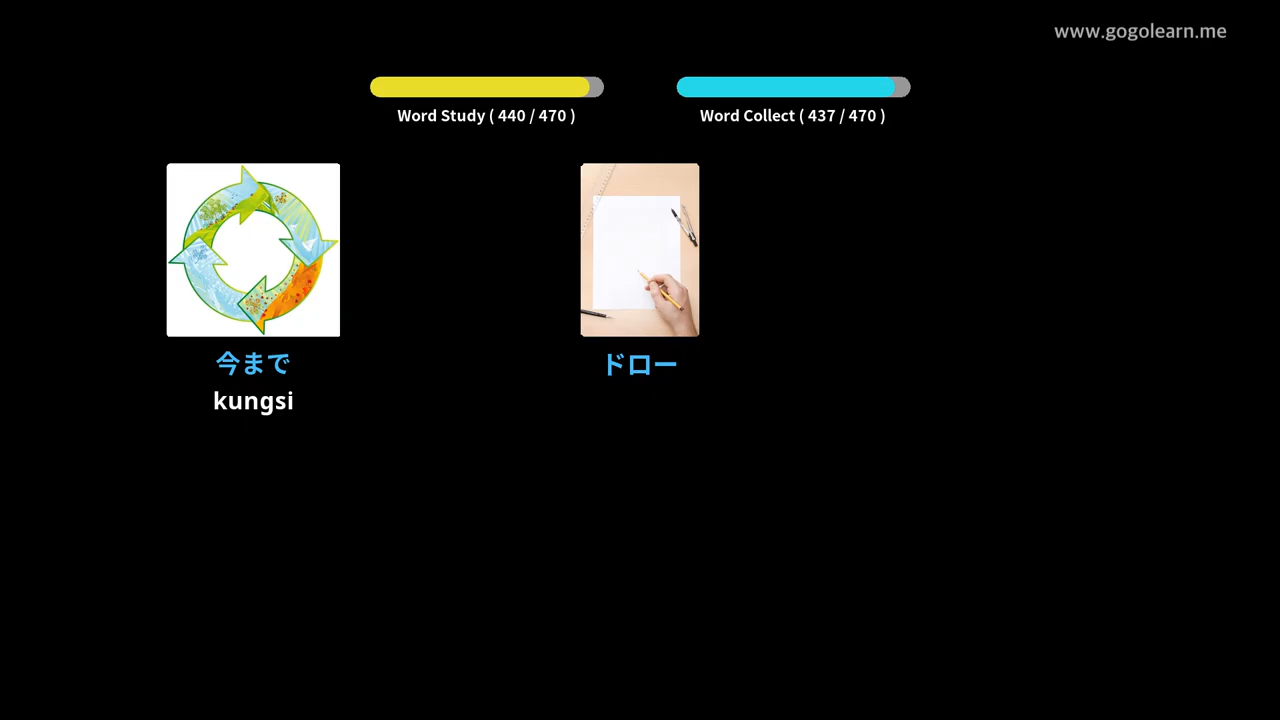 www.gogolearn.me
Word Study ( 440 / 470 )
Word Collect ( 437 / 470 )
今まで
kungsi
ドロー